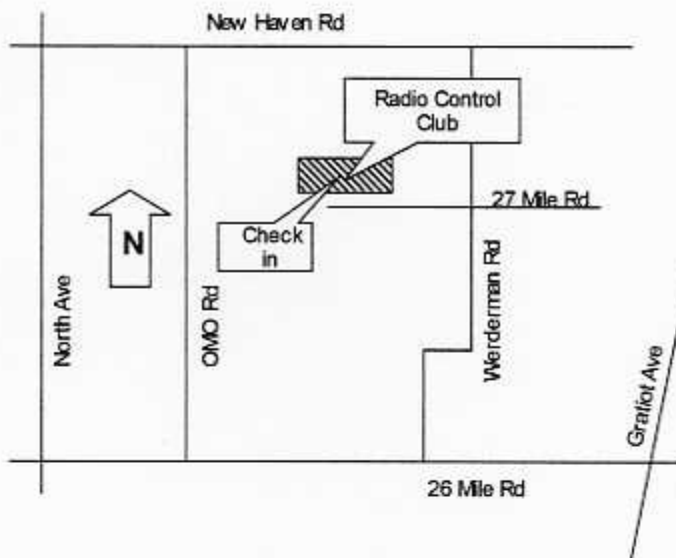 New Haven Rd
Radio Control
Club
27 Mile Rd
Check
in
N
North Ave
OMO Rd
Werderman Rd
Gratiot Ave
26 Mile Rd